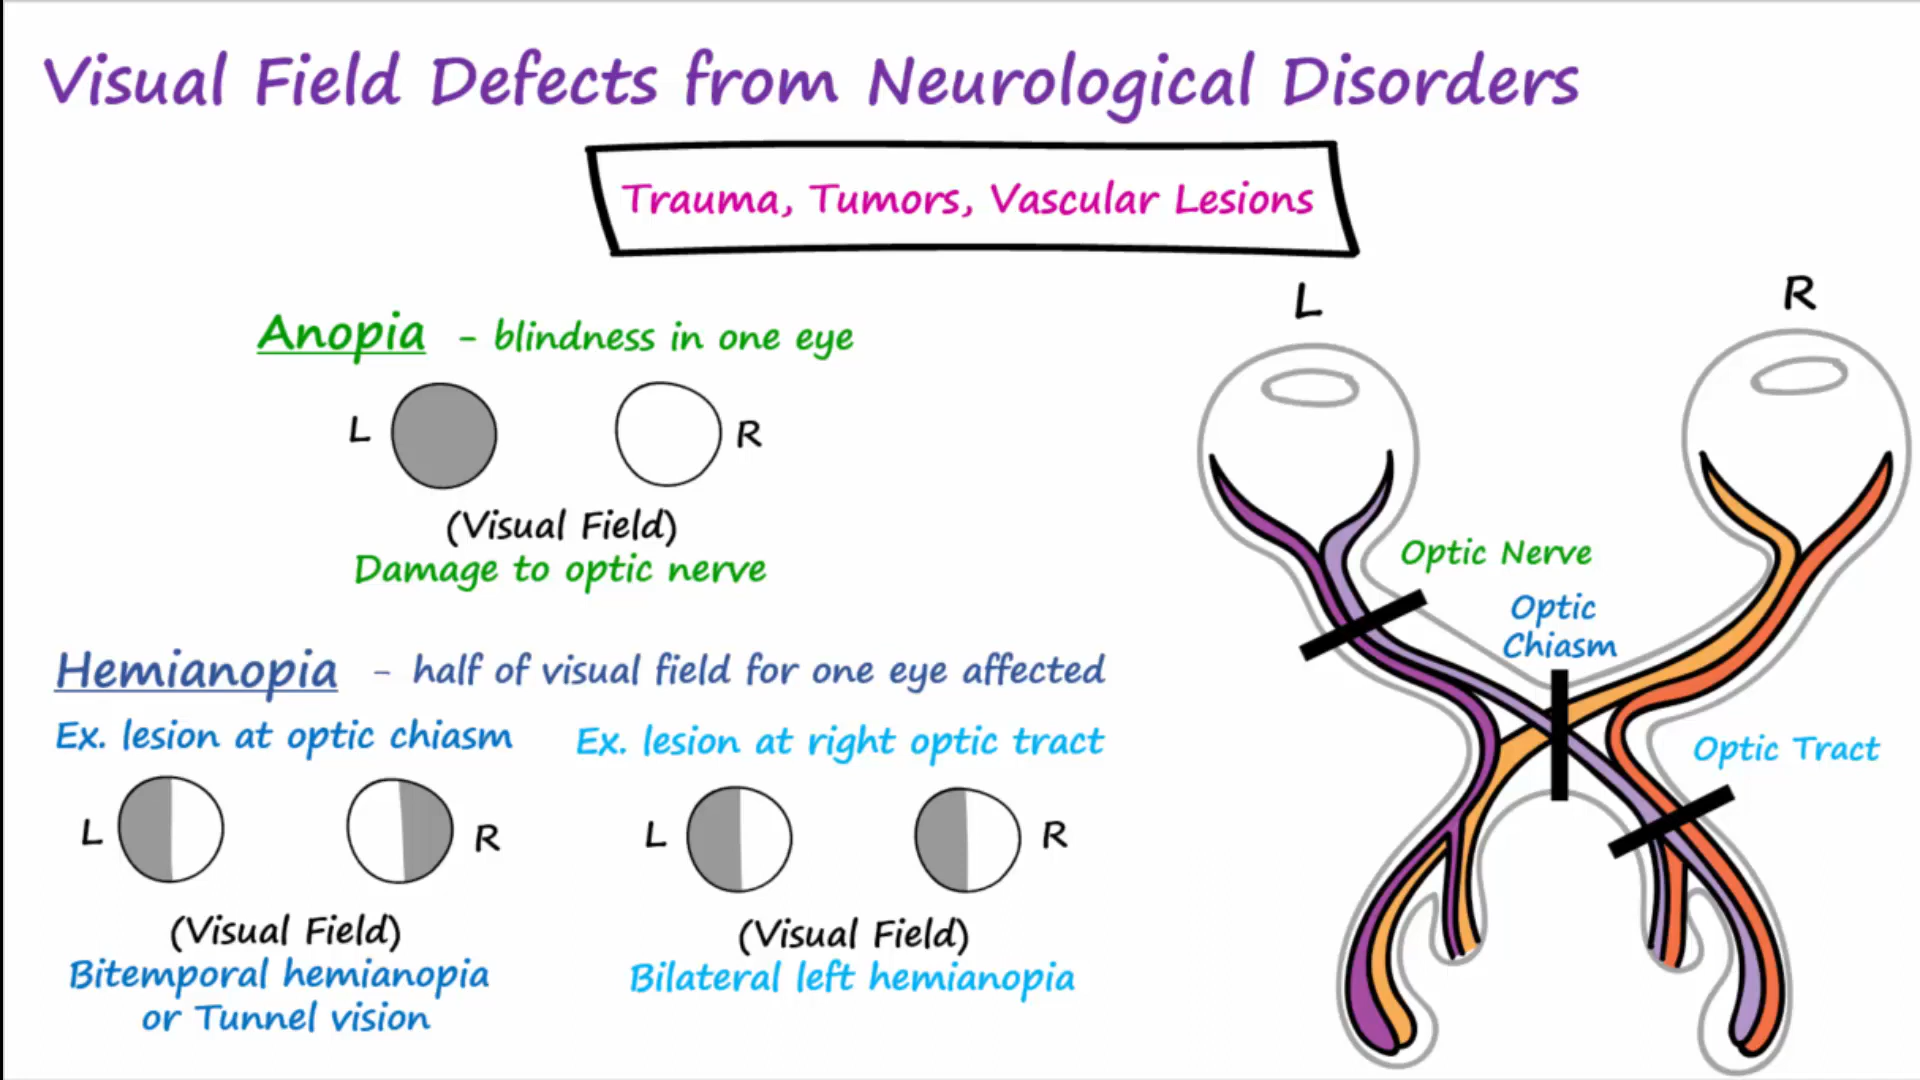 Visual Field Defects from Neurological Disorders
Trauma, Tumors, Vascular Lesions
Anopia - blindness in one eye
L R
(Visual Field)
Damage to optic nerve
Hemianopia - half of visual field for one eye affected
Ex. lesion at optic chiasm
L R
(Visual Field)
Bitemporal hemianopia
or Tunnel vision
Ex. lesion at right optic tract
L R
(Visual Field)
Bilateral left hemianopia
L R
Optic Nerve
Optic
Chiasm
Optic Tract